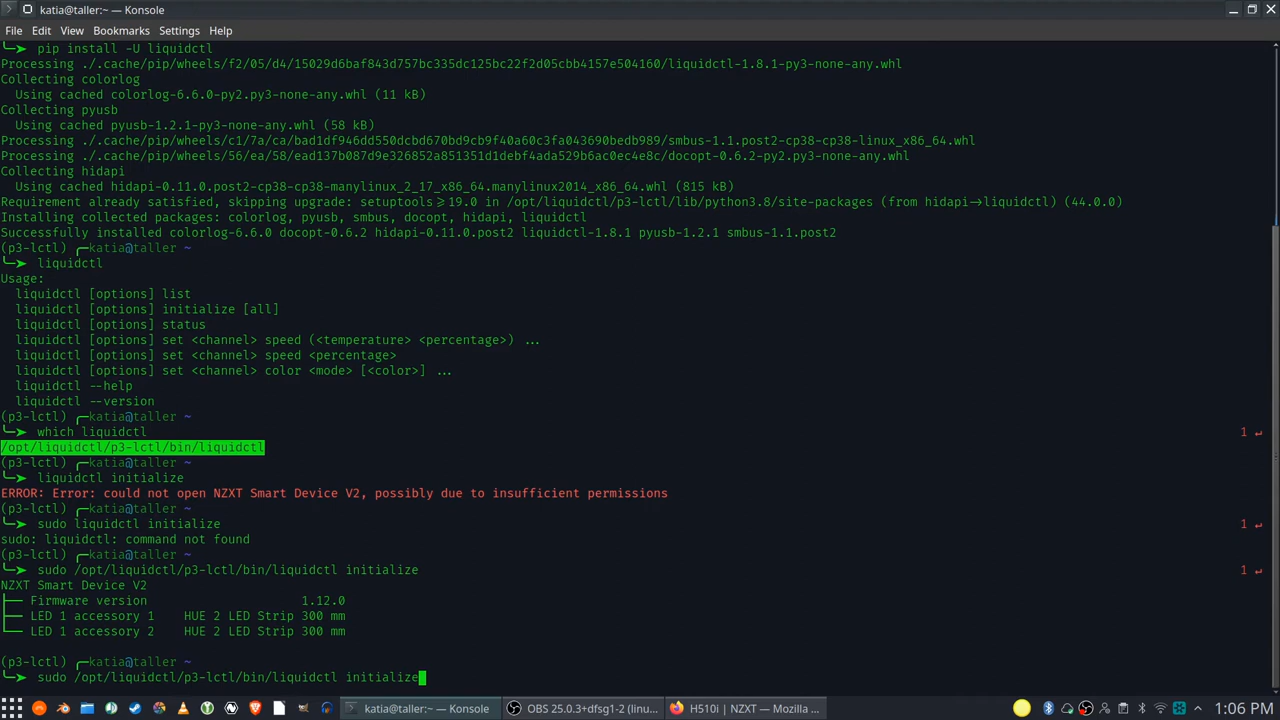 katia@taller:~ — Konsole
File Edit View Bookmarks Settings Help
╰─➤ pip install -U liquidctl
Processing ./.cache/pip/wheels/f2/05/d4/15029d6baf843d757bc335dc125bc22f2d05cbb4157e504160/liquidctl-1.8.1-py3-none-any.whl
Collecting colorlog
Using cached colorlog-6.6.0-py2.py3-none-any.whl (11 kB)
Collecting pyusb
Using cached pyusb-1.2.1-py3-none-any.whl (58 kB)
Processing ./.cache/pip/wheels/c1/7a/ca/bad1df946dd550dcbd670bd9cb9f40a60c3fa043690bedb989/smbus-1.1.post2-cp38-cp38-linux_x86_64.whl
Processing ./.cache/pip/wheels/56/ea/58/ead137b087d9e326852a851351d1debf4ada529b6ac0ec4e8c/docopt-0.6.2-py2.py3-none-any.whl
Collecting hidapi
Using cached hidapi-0.11.0.post2-cp38-cp38-manylinux_2_17_x86_64.manylinux2014_x86_64.whl (815 kB)
Requirement already satisfied, skipping upgrade: setuptools>=19.0 in /opt/liquidctl/p3-lctl/lib/python3.8/site-packages (from hidapi->liquidctl) (44.0.0)
Installing collected packages: colorlog, pyusb, smbus, docopt, hidapi, liquidctl
Successfully installed colorlog-6.6.0 docopt-0.6.2 hidapi-0.11.0.post2 liquidctl-1.8.1 pyusb-1.2.1 smbus-1.1.post2
(p3-lctl) ╭─katia@taller ~
╰─➤ liquidctl
Usage:
liquidctl [options] list
liquidctl [options] initialize [all]
liquidctl [options] status
liquidctl [options] set <channel> speed (<temperature> <percentage>) ...
liquidctl [options] set <channel> speed <percentage>
liquidctl [options] set <channel> color <mode> [<color>] ...
liquidctl --help
liquidctl --version
(p3-lctl) ╭─katia@taller ~
╰─➤ which liquidctl 1 ↵
/opt/liquidctl/p3-lctl/bin/liquidctl
(p3-lctl) ╭─katia@taller ~
╰─➤ liquidctl initialize
ERROR: Error: could not open NZXT Smart Device V2, possibly due to insufficient permissions
(p3-lctl) ╭─katia@taller ~
╰─➤ sudo liquidctl initialize 1 ↵
sudo: liquidctl: command not found
(p3-lctl) ╭─katia@taller ~
╰─➤ sudo /opt/liquidctl/p3-lctl/bin/liquidctl initialize 1 ↵
NZXT Smart Device V2
├── Firmware version 1.12.0
├── LED 1 accessory 1 HUE 2 LED Strip 300 mm
└── LED 1 accessory 2 HUE 2 LED Strip 300 mm
(p3-lctl) ╭─katia@taller ~
╰─➤ sudo /opt/liquidctl/p3-lctl/bin/liquidctl initialize
katia@taller:~ — Konsole OBS 25.0.3+dfsg1-2 (linu... H510i | NZXT — Mozilla ... 1:06 PM